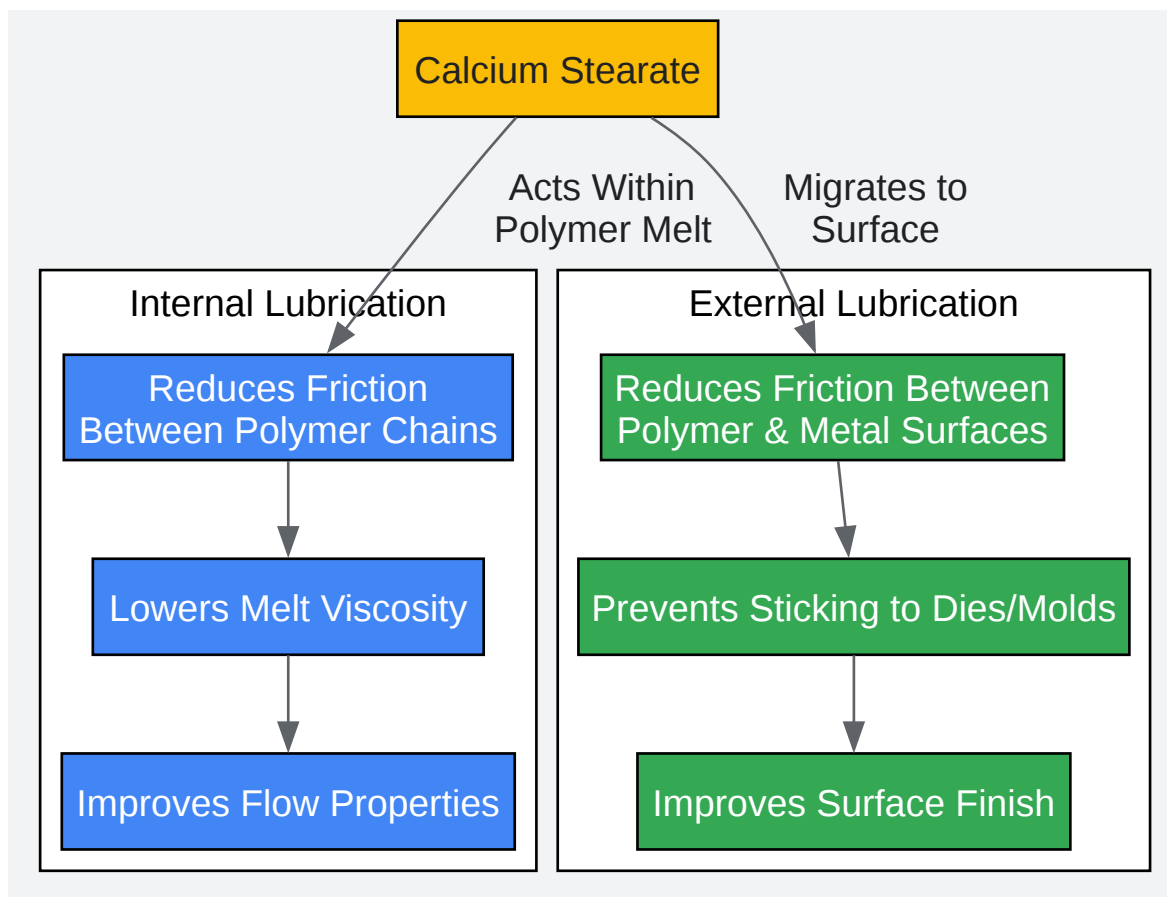 Calcium Stearate
Acts Within
Polymer Melt
Migrates to
Surface
Internal Lubrication
Reduces Friction
Between Polymer Chains
Lowers Melt Viscosity
Improves Flow Properties
External Lubrication
Reduces Friction Between
Polymer & Metal Surfaces
Prevents Sticking to Dies/Molds
Improves Surface Finish